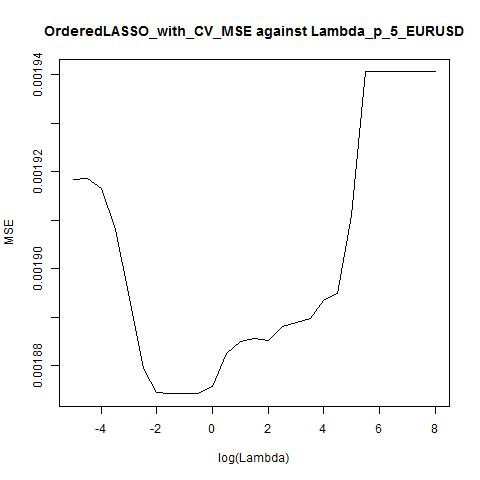 OrderedLASSO_with_CV_MSE against Lambda_p_5_EURUSD
MSE
0.00194
0.00192
0.00190
0.00188
-4 -2 0 2 4 6 8
log(Lambda)